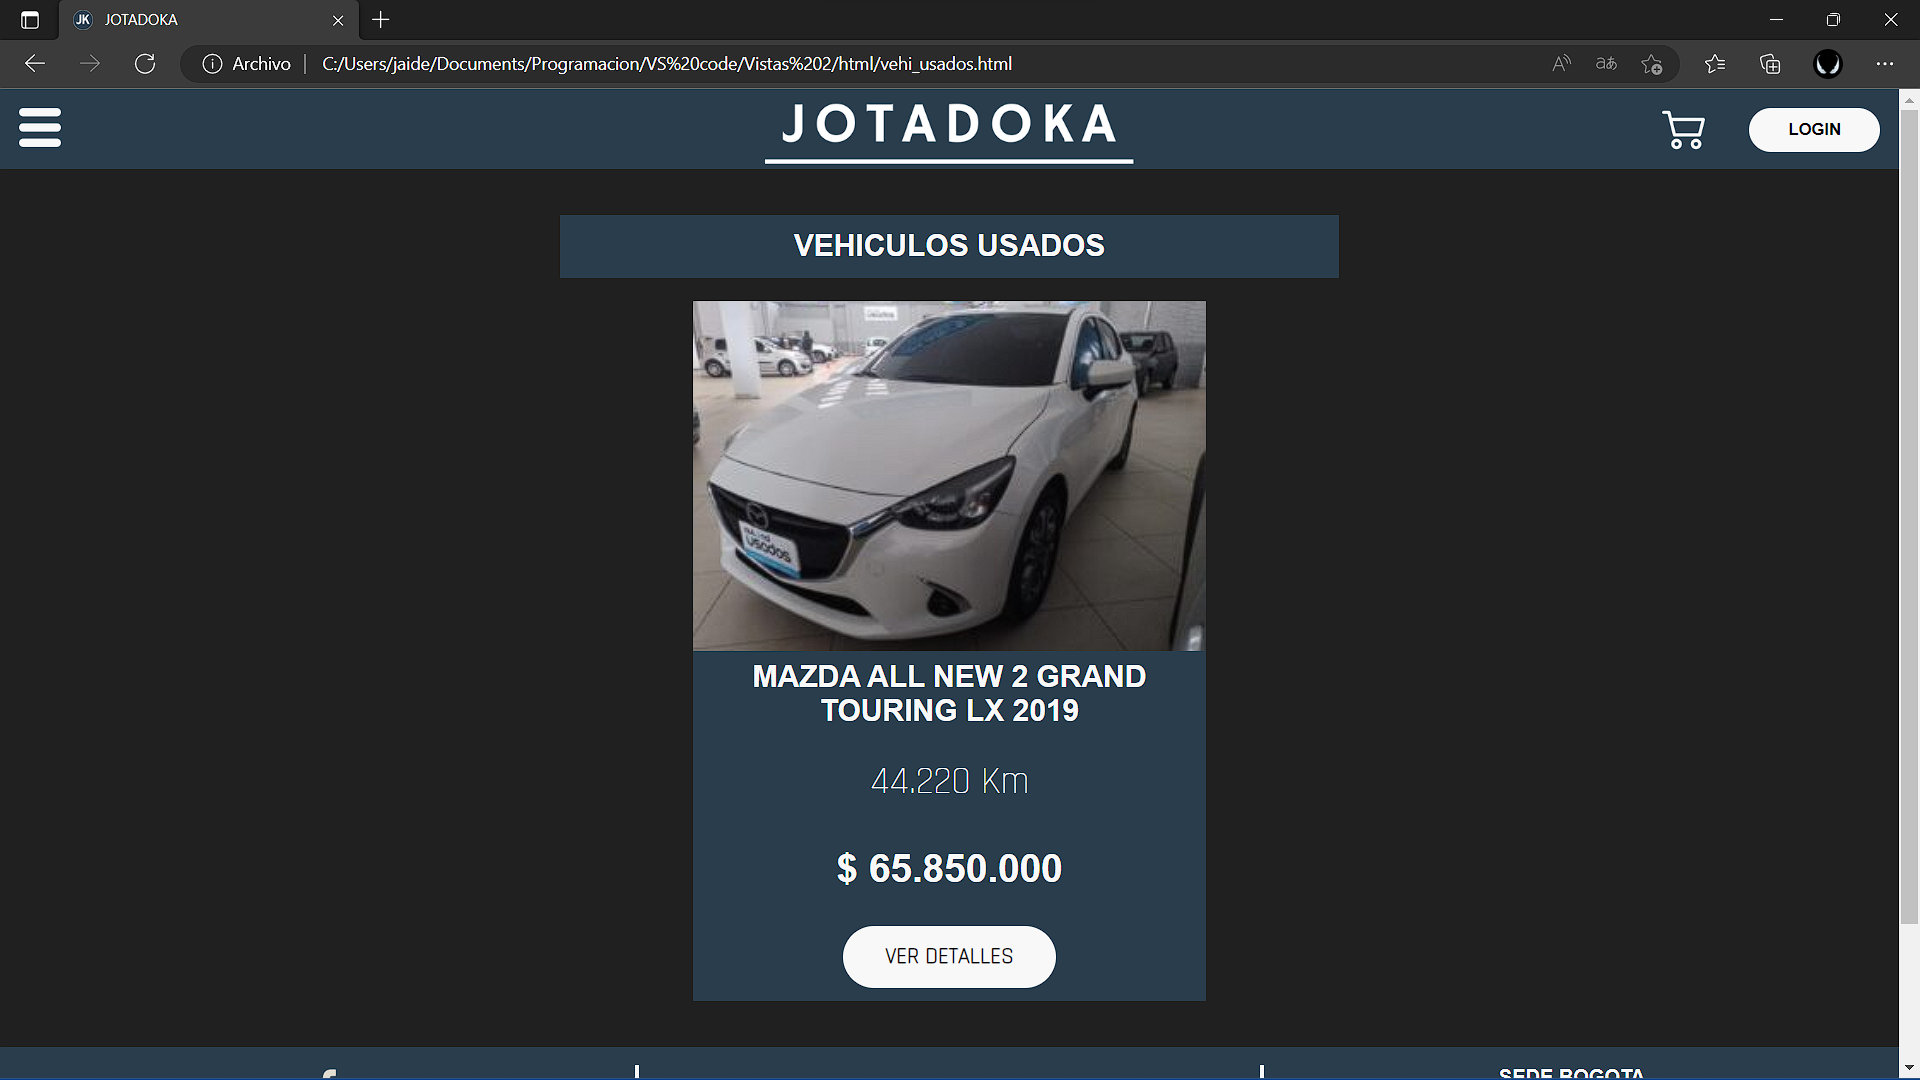 JK JOTADOKA
Archivo C:/Users/jaide/Documents/Programacion/VS%20code/Vistas%202/html/vehi_usados.html
JOTADOKA
LOGIN
VEHICULOS USADOS
usados
MAZDA ALL NEW 2 GRAND
TOURING LX 2019
44.220 Km
$ 65.850.000
VER DETALLES
SEDE BOGOTA